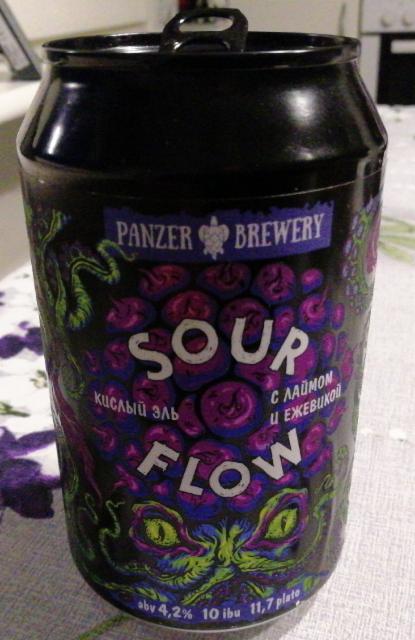 PANZER BREWERY
SOUR
КИСЛЫЙ ЭЛЬ
С ЛАЙМОМ
И ЕЖЕВИКОЙ
FLOW
abv 4,2% 10 ibu 11,7 plato